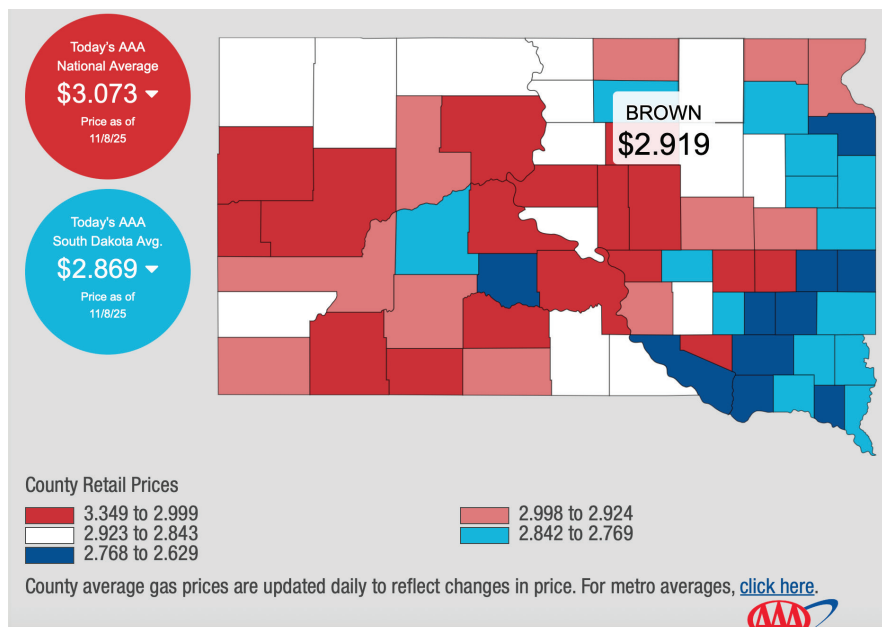 Today's AAA
National Average
$3.073
Price as of
11/8/25
Today's AAA
South Dakota Avg.
$2.869
Price as of
11/8/25
BROWN
$2.919
County Retail Prices
3.349 to 2.999
2.998 to 2.924
2.923 to 2.843
2.842 to 2.769
2.768 to 2.629
County average gas prices are updated daily to reflect changes in price. For metro averages, click here.
AAA